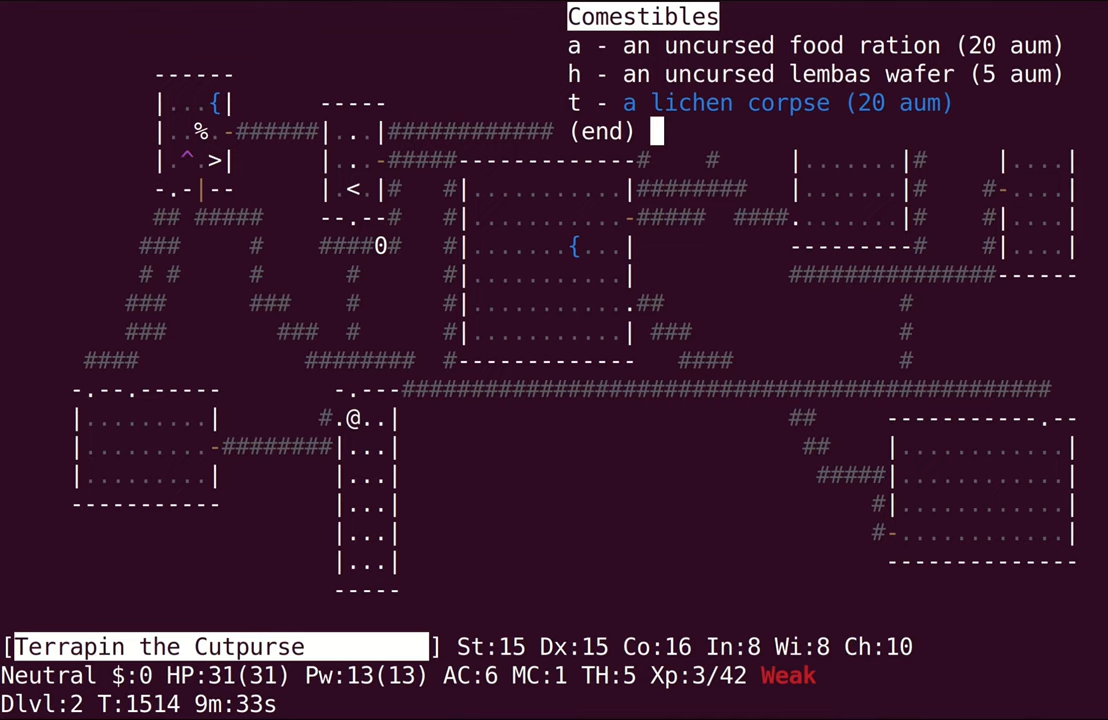 Comestibles
a - an uncursed food ration (20 aum)
h - an uncursed lembas wafer (5 aum)
t - a lichen corpse (20 aum)
(end)
[Terrapin the Cutpurse ] St:15 Dx:15 Co:16 In:8 Wi:8 Ch:10
Neutral $:0 HP:31(31) Pw:13(13) AC:6 MC:1 TH:5 Xp:3/42 Weak
Dlvl:2 T:1514 9m:33s